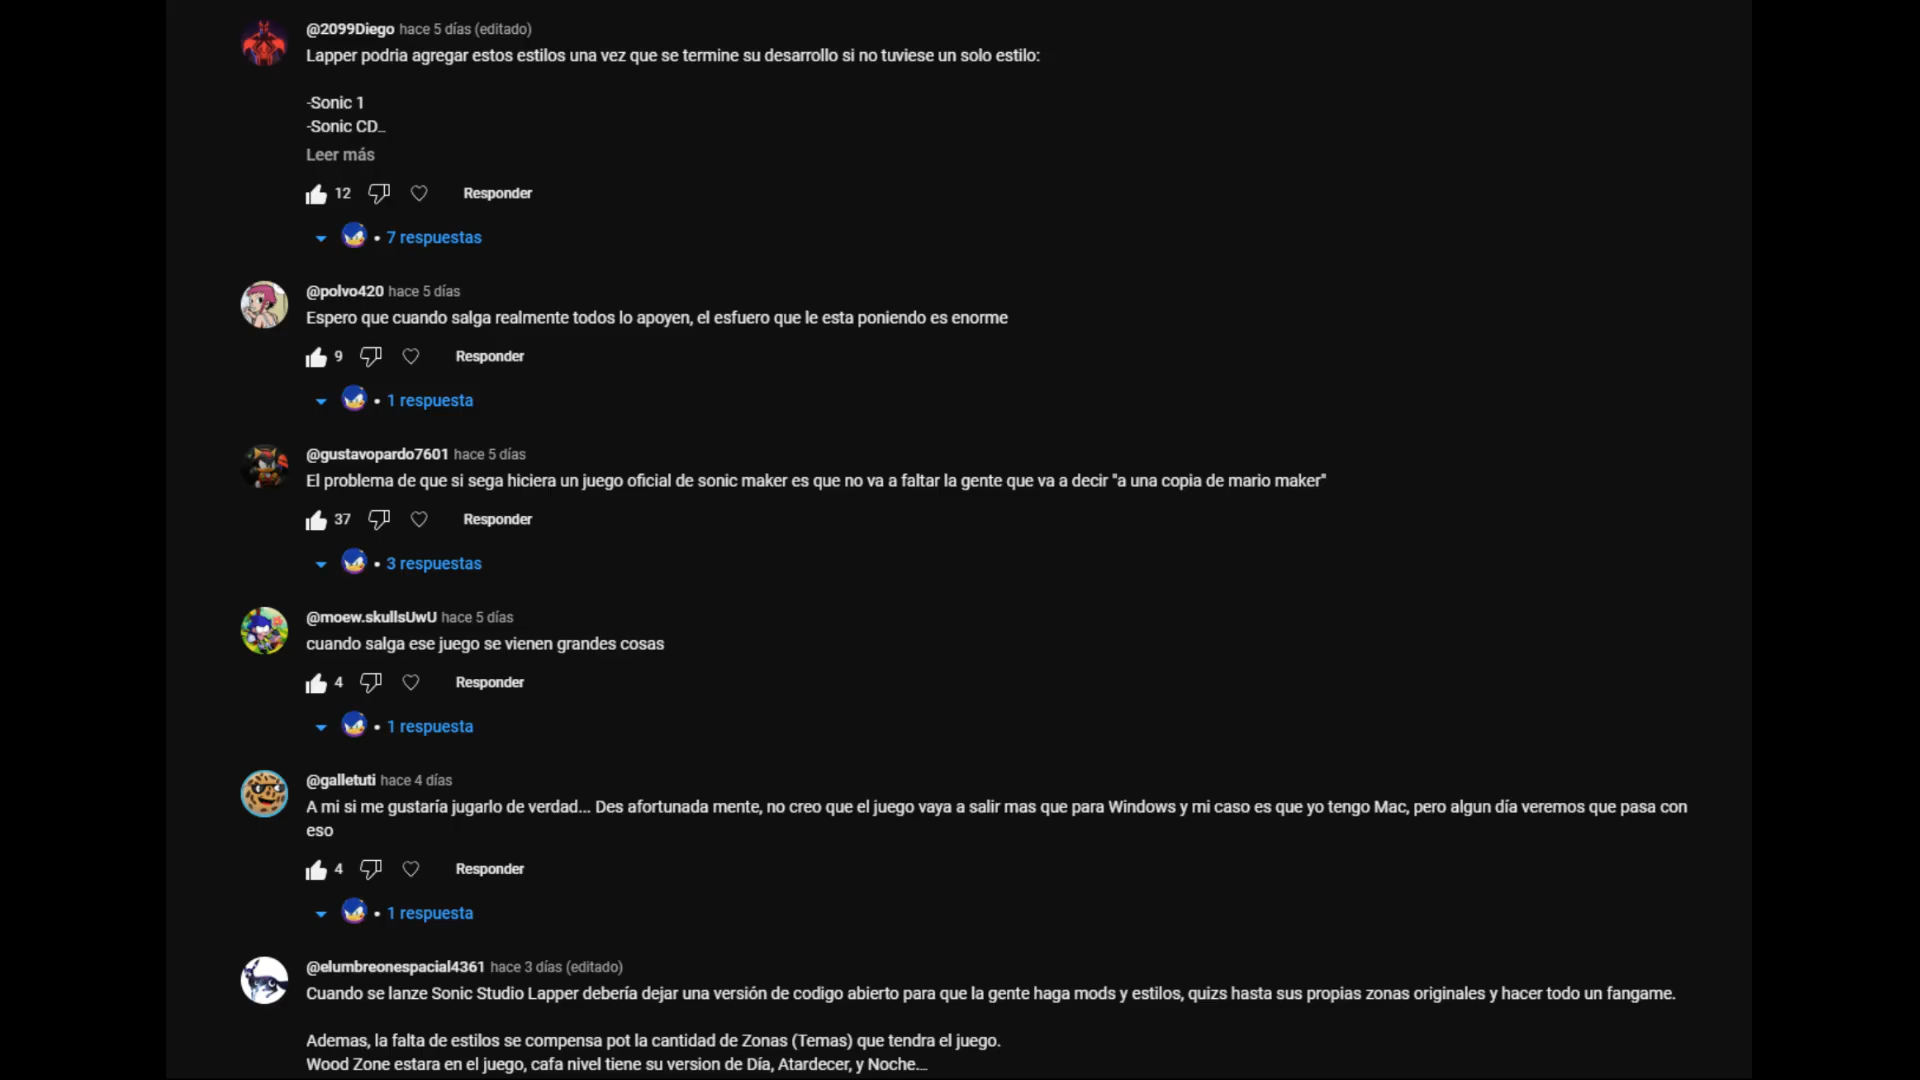 @2099Diego hace 5 días (editado)
Lapper podria agregar estos estilos una vez que se termine su desarrollo si no tuviese un solo estilo:
-Sonic 1
-Sonic CD...
Leer más
12 Responder
• 7 respuestas
@polvo420 hace 5 días
Espero que cuando salga realmente todos lo apoyen, el esfuero que le esta poniendo es enorme
9 Responder
• 1 respuesta
@gustavopardo7601 hace 5 días
El problema de que si sega hiciera un juego oficial de sonic maker es que no va a faltar la gente que va a decir "a una copia de mario maker"
37 Responder
• 3 respuestas
@moew.skullsUwU hace 5 días
cuando salga ese juego se vienen grandes cosas
4 Responder
• 1 respuesta
@galletuti hace 4 días
A mi si me gustaría jugarlo de verdad... Des afortunada mente, no creo que el juego vaya a salir mas que para Windows y mi caso es que yo tengo Mac, pero algun día veremos que pasa con
eso
4 Responder
• 1 respuesta
@elumbreonespacial4361 hace 3 días (editado)
Cuando se lanze Sonic Studio Lapper debería dejar una versión de codigo abierto para que la gente haga mods y estilos, quizs hasta sus propias zonas originales y hacer todo un fangame.
Ademas, la falta de estilos se compensa pot la cantidad de Zonas (Temas) que tendra el juego.
Wood Zone estara en el juego, cafa nivel tiene su version de Día, Atardecer, y Noche...